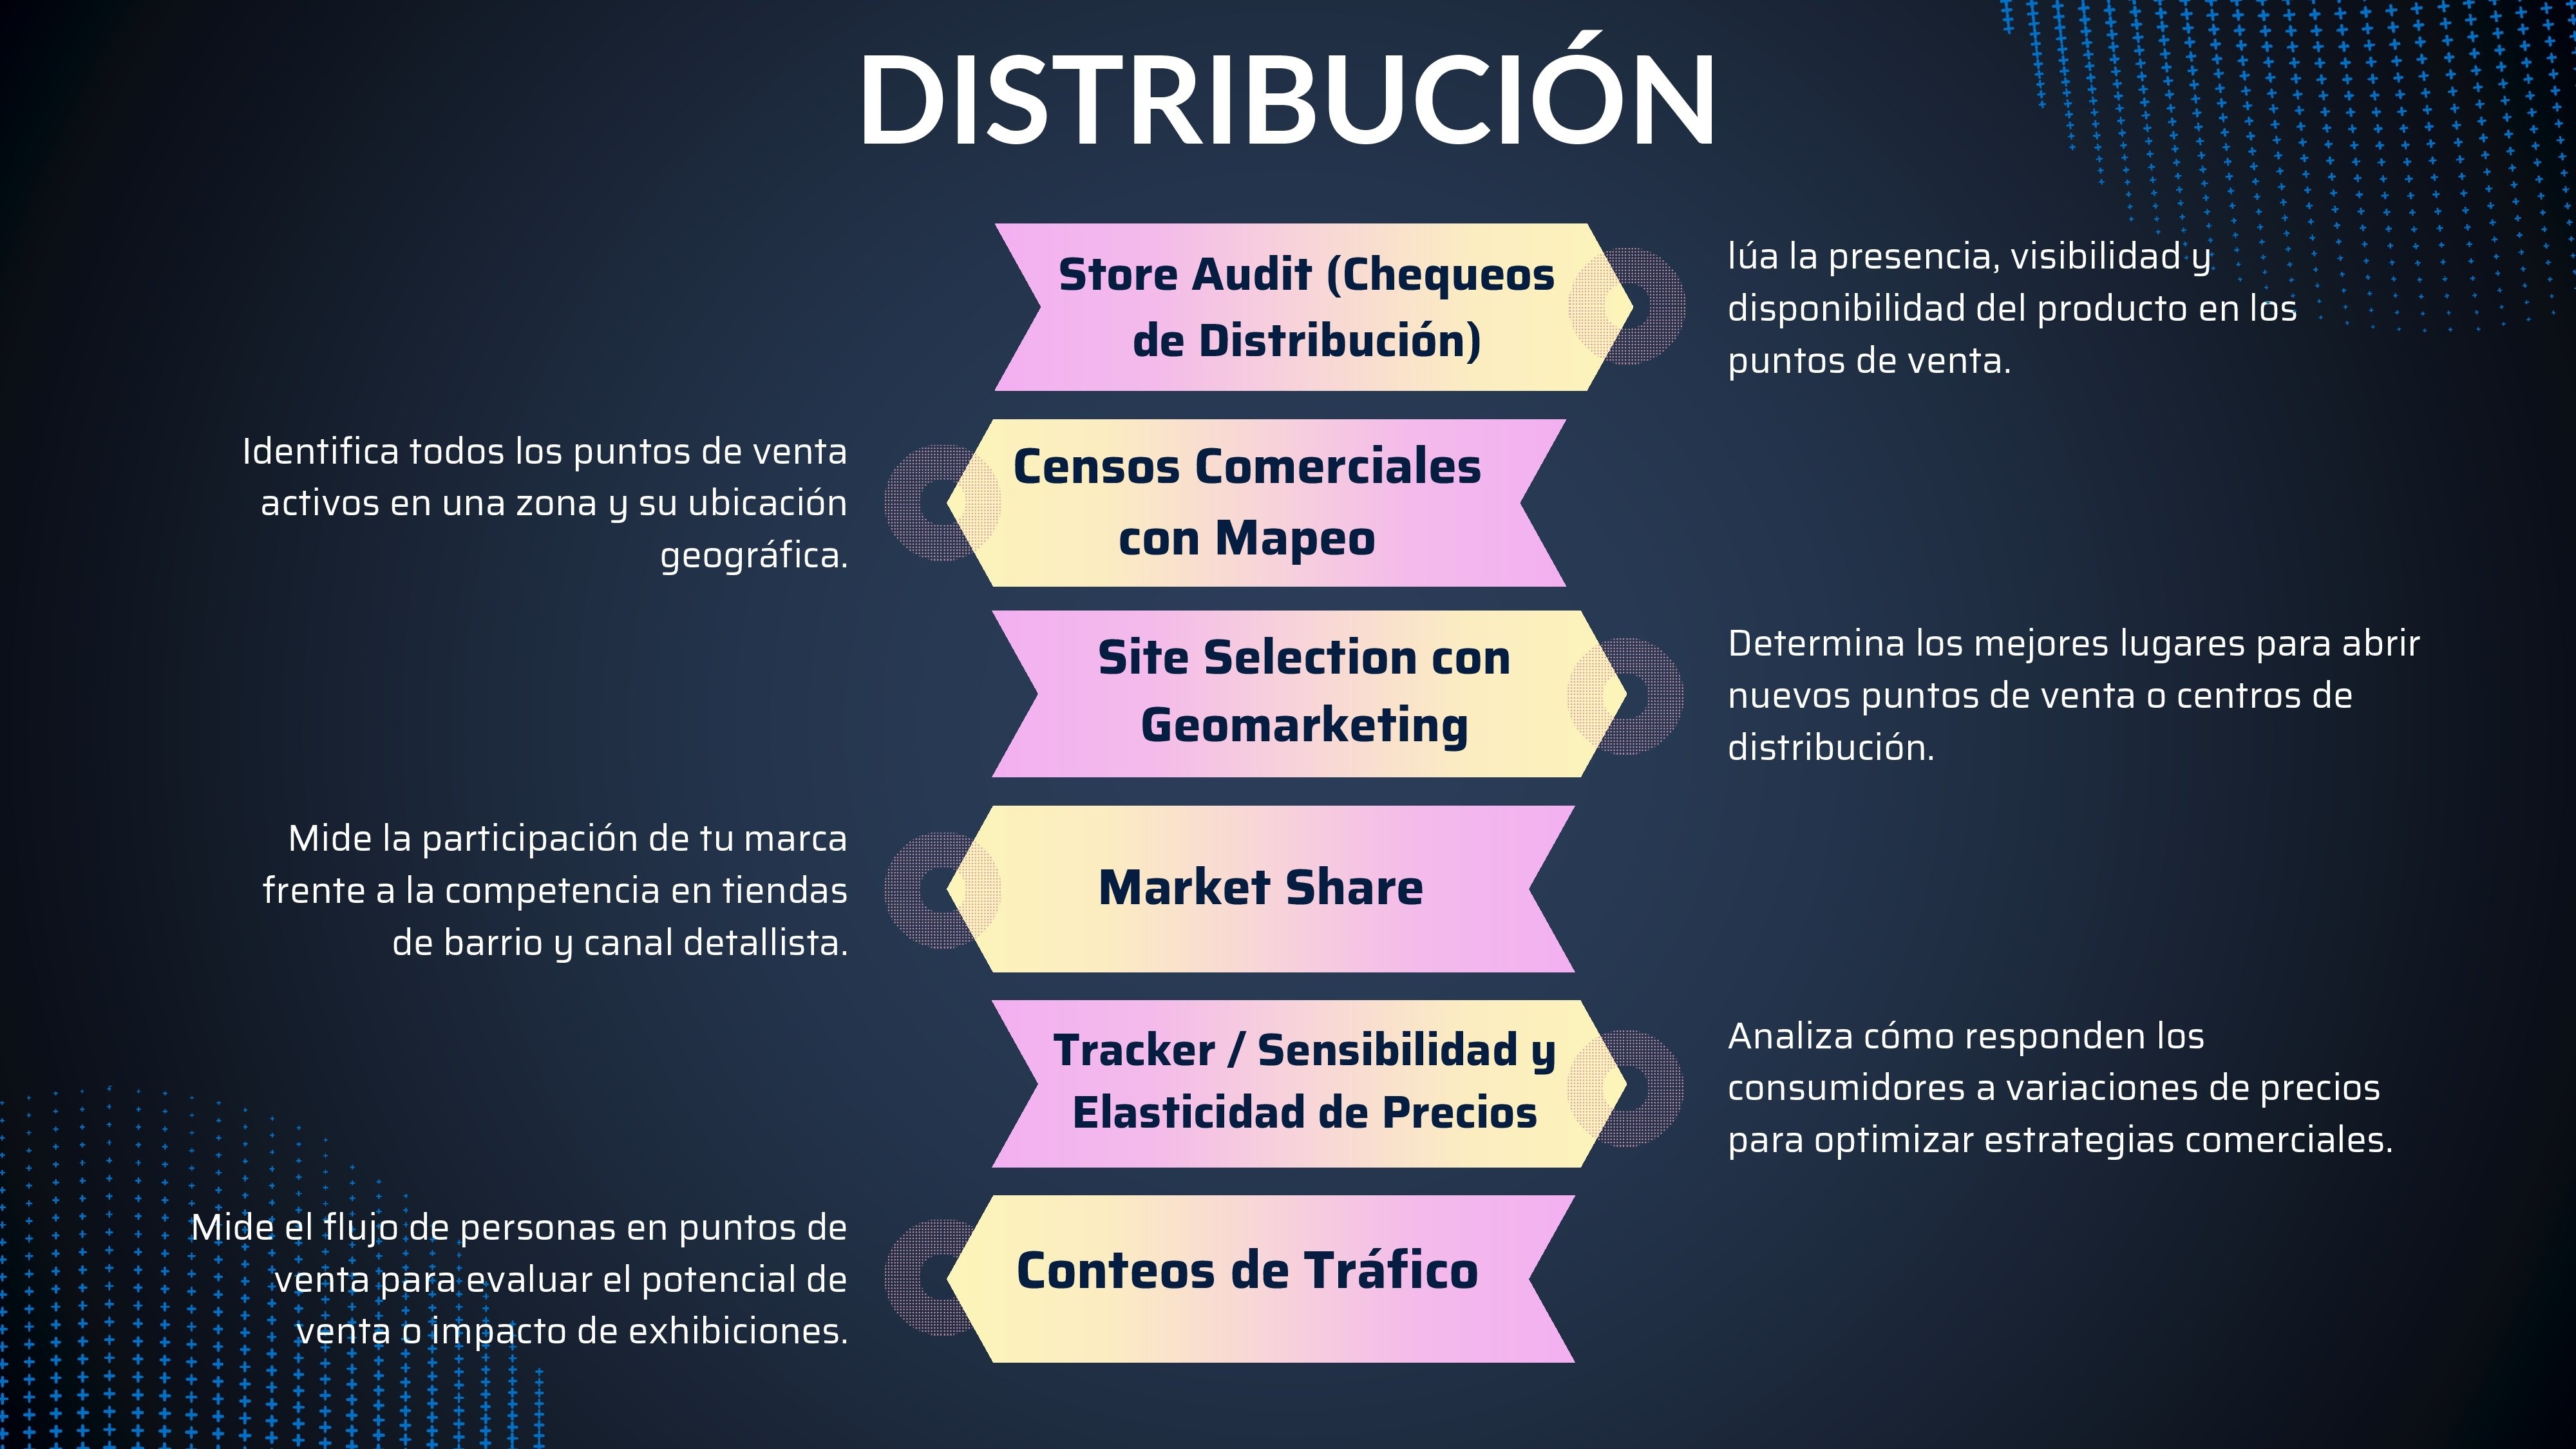 DISTRIBUCIÓN
Store Audit (Chequeos
de Distribución)
lúa la presencia, visibilidad y
disponibilidad del producto en los
puntos de venta.
Identifica todos los puntos de venta
activos en una zona y su ubicación
geográfica.
Censos Comerciales
con Mapeo
Site Selection con
Geomarketing
Determina los mejores lugares para abrir
nuevos puntos de venta o centros de
distribución.
Mide la participación de tu marca
frente a la competencia en tiendas
de barrio y canal detallista.
Market Share
Tracker / Sensibilidad y
Elasticidad de Precios
Analiza cómo responden los
consumidores a variaciones de precios
para optimizar estrategias comerciales.
Mide el flujo de personas en puntos de
venta para evaluar el potencial de
venta o impacto de exhibiciones.
Conteos de Tráfico